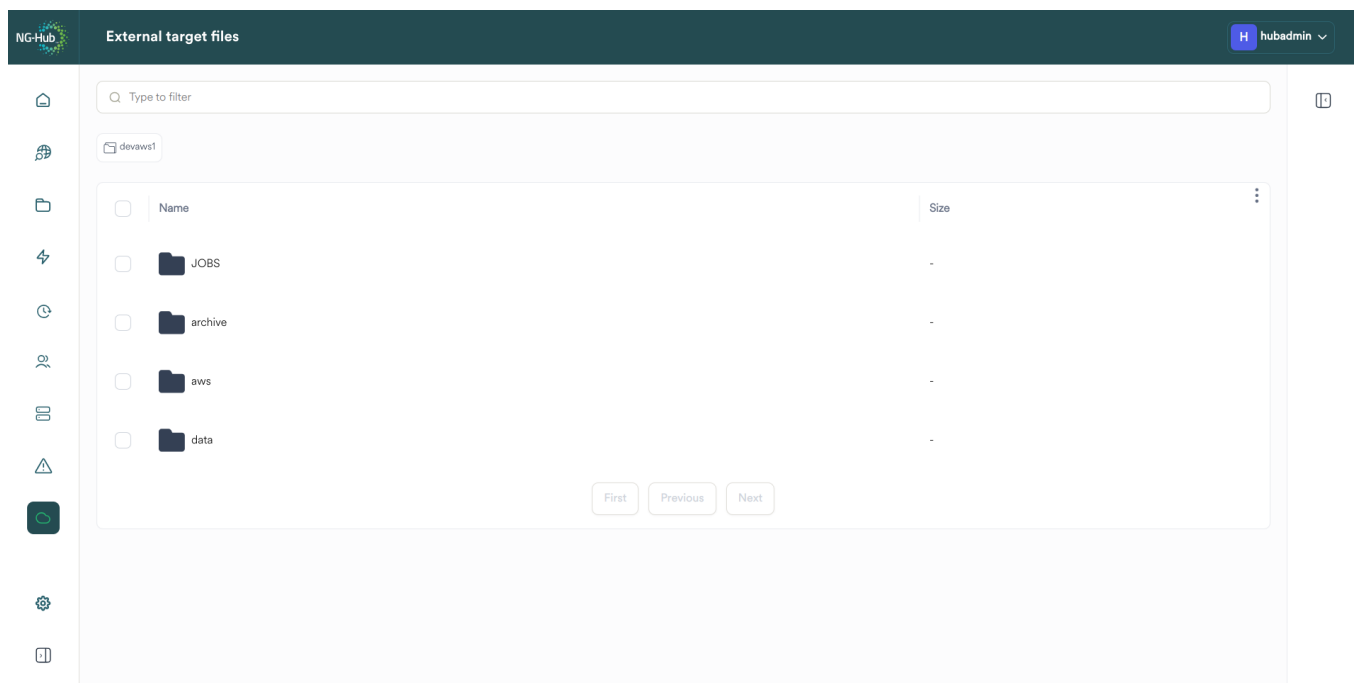 NG-Hub
External target files
H hubadmin
Type to filter
devaws1
Name Size
JOBS -
archive -
aws -
data -
First Previous Next